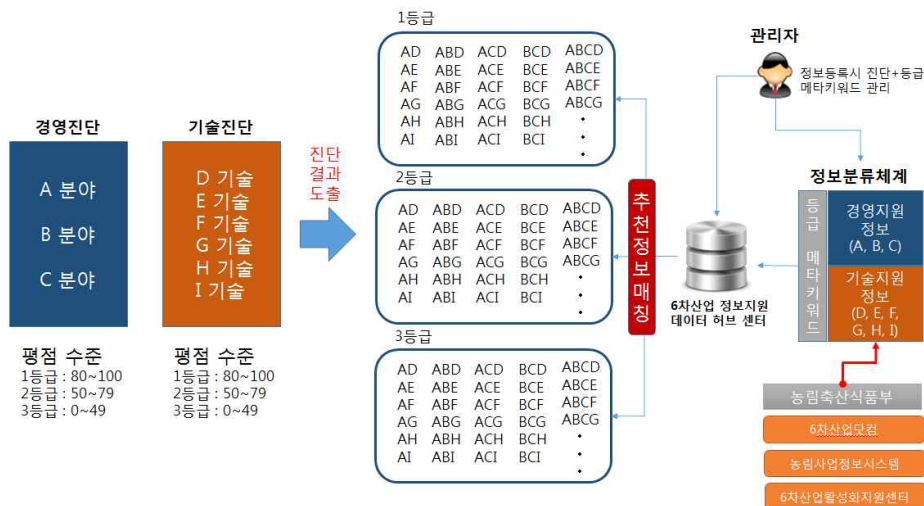 경영진단
A 분야
B 분야
C 분야
평점 수준
1등급 : 80~100
2등급 : 50~79
3등급 : 0~49
기술진단
D 기술
E 기술
F 기술
G 기술
H 기술
I 기술
평점 수준
1등급 : 80~100
2등급 : 50~79
3등급 : 0~49
진단
결과
도출
1등급
AD ABD ACD BCD ABCD
AE ABE ACE BCE ABCE
AF ABF ACF BCF ABCF
AG ABG ACG BCG ABCG
AH ABH ACH BCH •
AI ABI ACI BCI •
•
2등급
AD ABD ACD BCD ABCD
AE ABE ACE BCE ABCE
AF ABF ACF BCF ABCF
AG ABG ACG BCG ABCG
AH ABH ACH BCH •
AI ABI ACI BCI •
•
3등급
AD ABD ACD BCD ABCD
AE ABE ACE BCE ABCE
AF ABF ACF BCF ABCF
AG ABG ACG BCG ABCG
AH ABH ACH BCH •
AI ABI ACI BCI •
•
추천정보매칭
6차산업 정보지원
데이터 허브 센터
관리자
정보등록시 진단+등급
메타키워드 관리
정보분류체계
등급 메타키워드
경영지원
정보
(A, B, C)
기술지원
정보
(D, E, F,
G, H, I)
농림축산식품부
6차산업닷컴
농림사업정보시스템
6차산업활성화지원센터